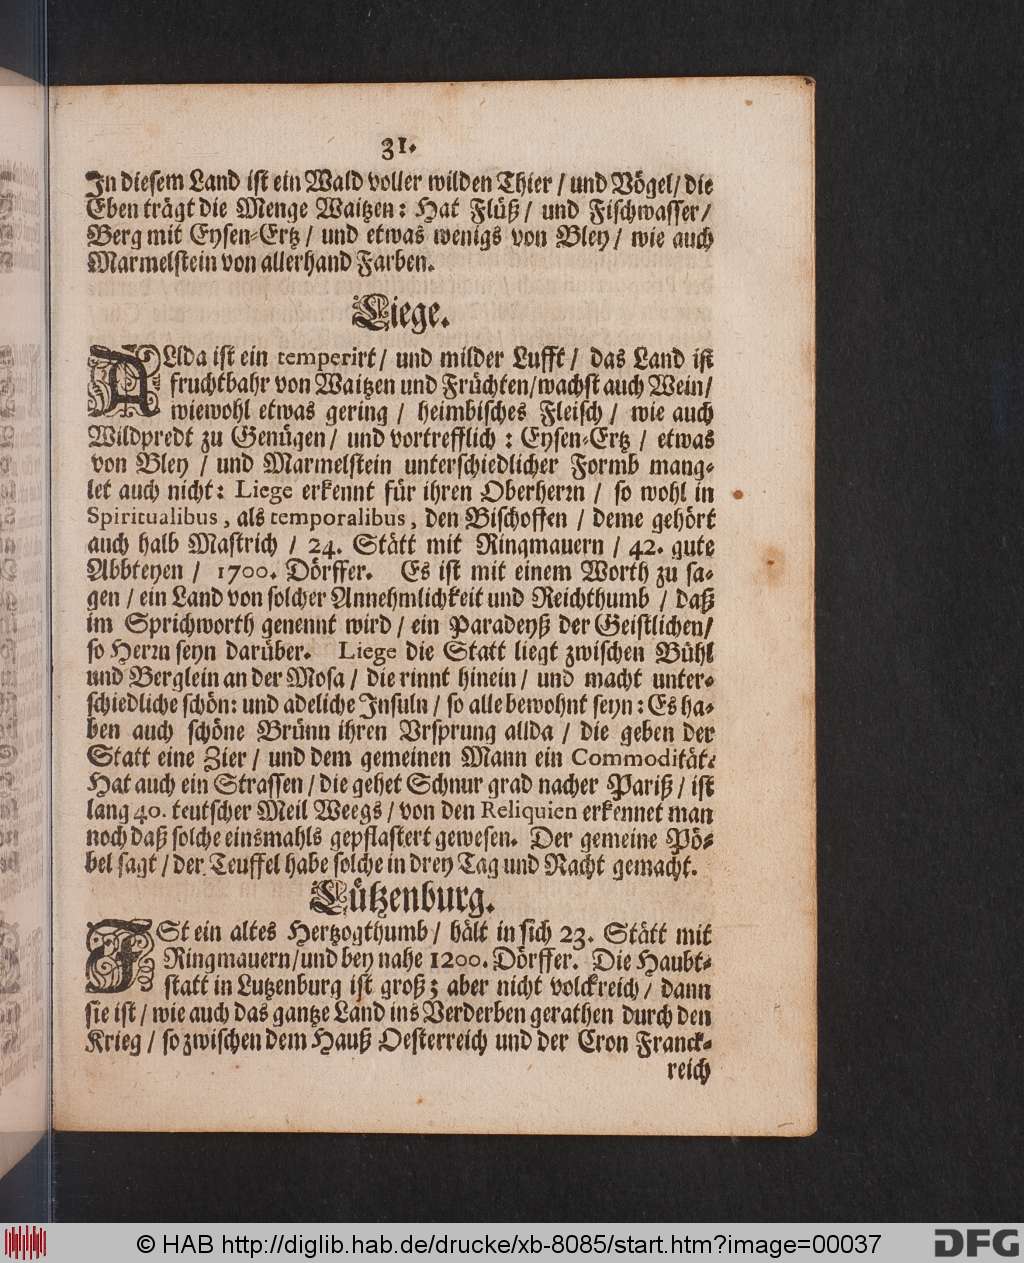 31.
In diesem Land ist ein Wald voller wilden Thier / und Vögel / die
Eben trägt die Menge Waitzen: Hat Flüß / und Fischwasser /
Berg mit Eysen-Ertz / und etwas wenigs von Bley / wie auch
Marmelstein von allerhand Farben.
Liege.
ALlda ist ein temperirt / und milder Lufft / das Land ist
fruchtbahr von Waitzen und Früchten / wachst auch Wein /
wiewohl etwas gering / heimbisches Fleisch / wie auch
Wildpredt zu Genügen / und vortrefflich: Eysen-Ertz / etwas
von Bley / und Marmelstein unterschiedlicher Formb mang-
let auch nicht: Liege erkennt für ihren Oberherrn / so wohl in
Spiritualibus, als temporalibus, den Bischoffen / deme gehört
auch halb Mastrich / 24. Stätt mit Ringmauern / 42. gute
Abbteyen / 1700. Dörffer. Es ist mit einem Worth zu sa-
gen / ein Land von solcher Annehmlichkeit und Reichthumb / daß
im Sprichworth genennt wird / ein Paradeyß der Geistlichen /
so Herrn seyn darüber. Liege die Statt liegt zwischen Bühl
und Berglein an der Mosa / die rinnt hinein / und macht unter-
schiedliche schön: und adeliche Insuln / so alle bewohnt seyn: Es ha-
ben auch schöne Brünn ihren Ursprung allda / die geben der
Statt eine Zier / und dem gemeinen Mann ein Commodität:
Hat auch ein Strassen / die gehet Schnur grad nacher Pariß / ist
lang 40. teutscher Meil Weegs / von den Reliquien erkennet man
noch daß solche einsmahls gepflastert gewesen. Der gemeine Pö-
bel sagt / der Teuffel habe solche in drey Tag und Nacht gemacht.
Lützenburg.
ISt ein altes Hertzogthumb / hält in sich 23. Stätt mit
Ringmauern / und bey nahe 1200. Dörffer. Die Haubt-
statt in Lutzenburg ist groß; aber nicht volckreich / dann
sie ist / wie auch das gantze Land ins Verderben gerathen durch den
Krieg / so zwischen dem Hauß Oesterreich und der Cron Franck-
reich
© HAB http://diglib.hab.de/drucke/xb-8085/start.htm?image=00037
DFG